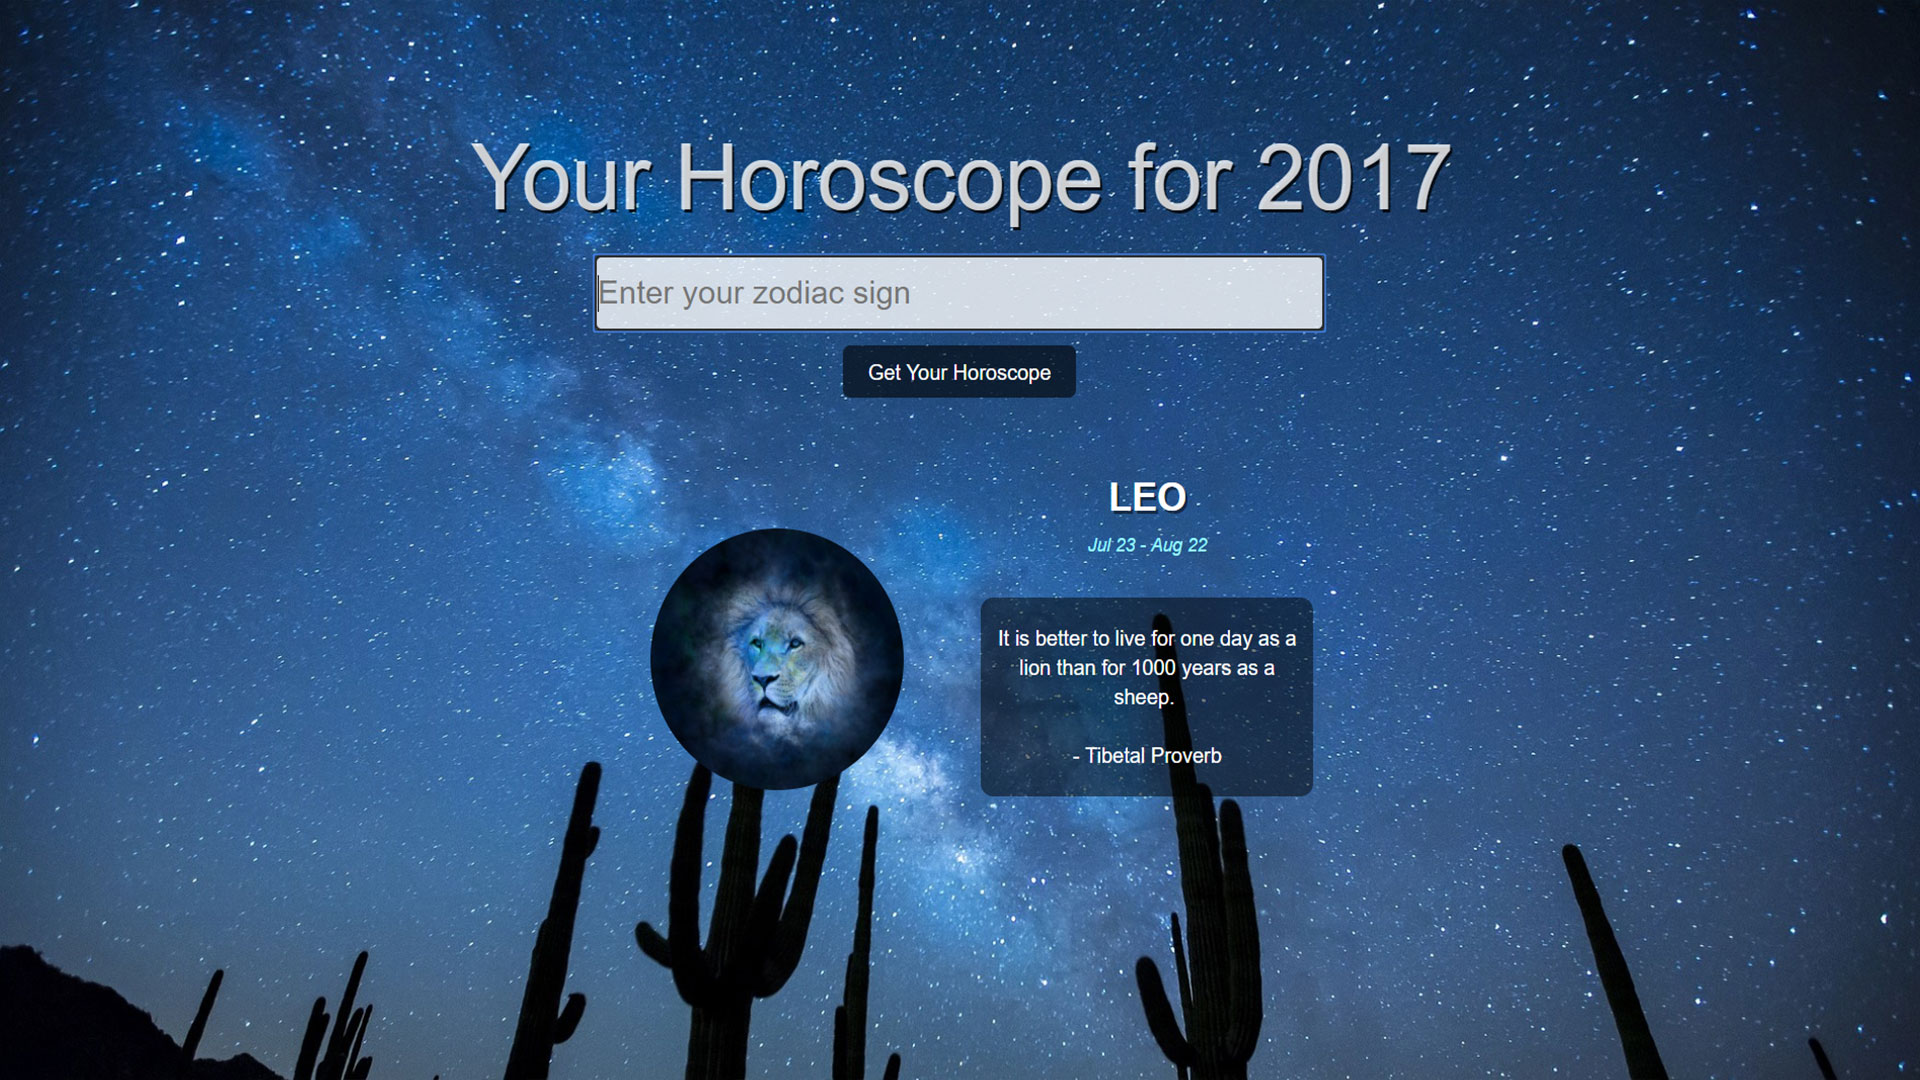 Your Horoscope for 2017
Enter your zodiac sign
Get Your Horoscope
LEO
Jul 23 - Aug 22
It is better to live for one day as a
lion than for 1000 years as a
sheep.
- Tibetal Proverb